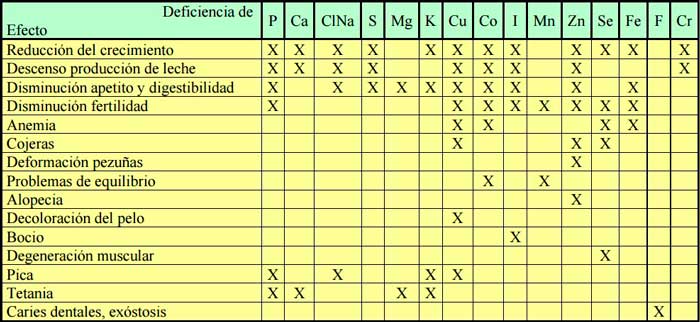 Deficiencia de
Efecto P Ca ClNa S Mg K Cu Co I Mn Zn Se Fe F Cr
Reducción del crecimiento X X X X X X X X X X X X
Descenso producción de leche X X X X X X X X X
Disminución apetito y digestibilidad X X X X X X X X X X
Disminución fertilidad X X X X X X X X
Anemia X X X X
Cojeras X X X
Deformación pezuñas X
Problemas de equilibrio X X
Alopecia X
Decoloración del pelo X
Bocio X
Degeneración muscular X
Pica X X X X
Tetania X X X X
Caries dentales, exóstosis X